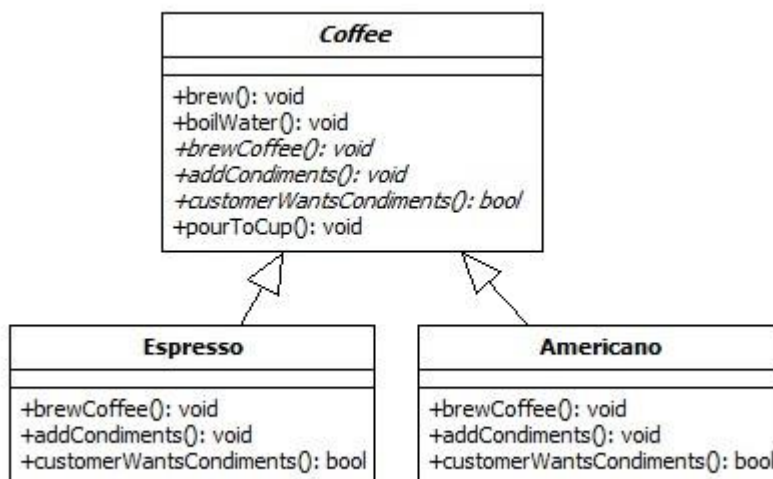 Coffee
+brew(): void
+boilWater(): void
+brewCoffee(): void
+addCondiments(): void
+customerWantsCondiments(): bool
+pourToCup(): void
Espresso
+brewCoffee(): void
+addCondiments(): void
+customerWantsCondiments(): bool
Americano
+brewCoffee(): void
+addCondiments(): void
+customerWantsCondiments(): bool